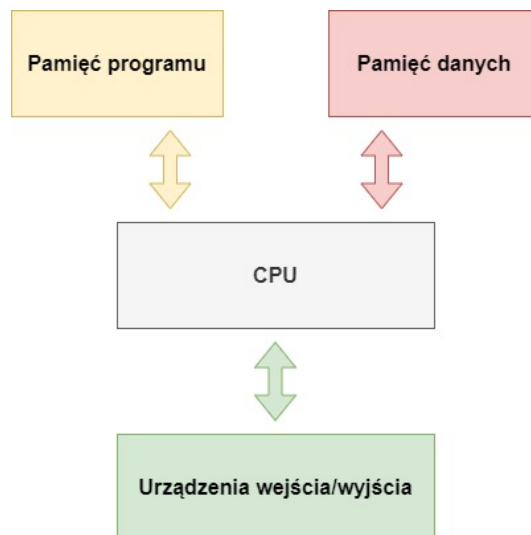 Pamięć programu
Pamięć danych
CPU
Urządzenia wejścia/wyjścia